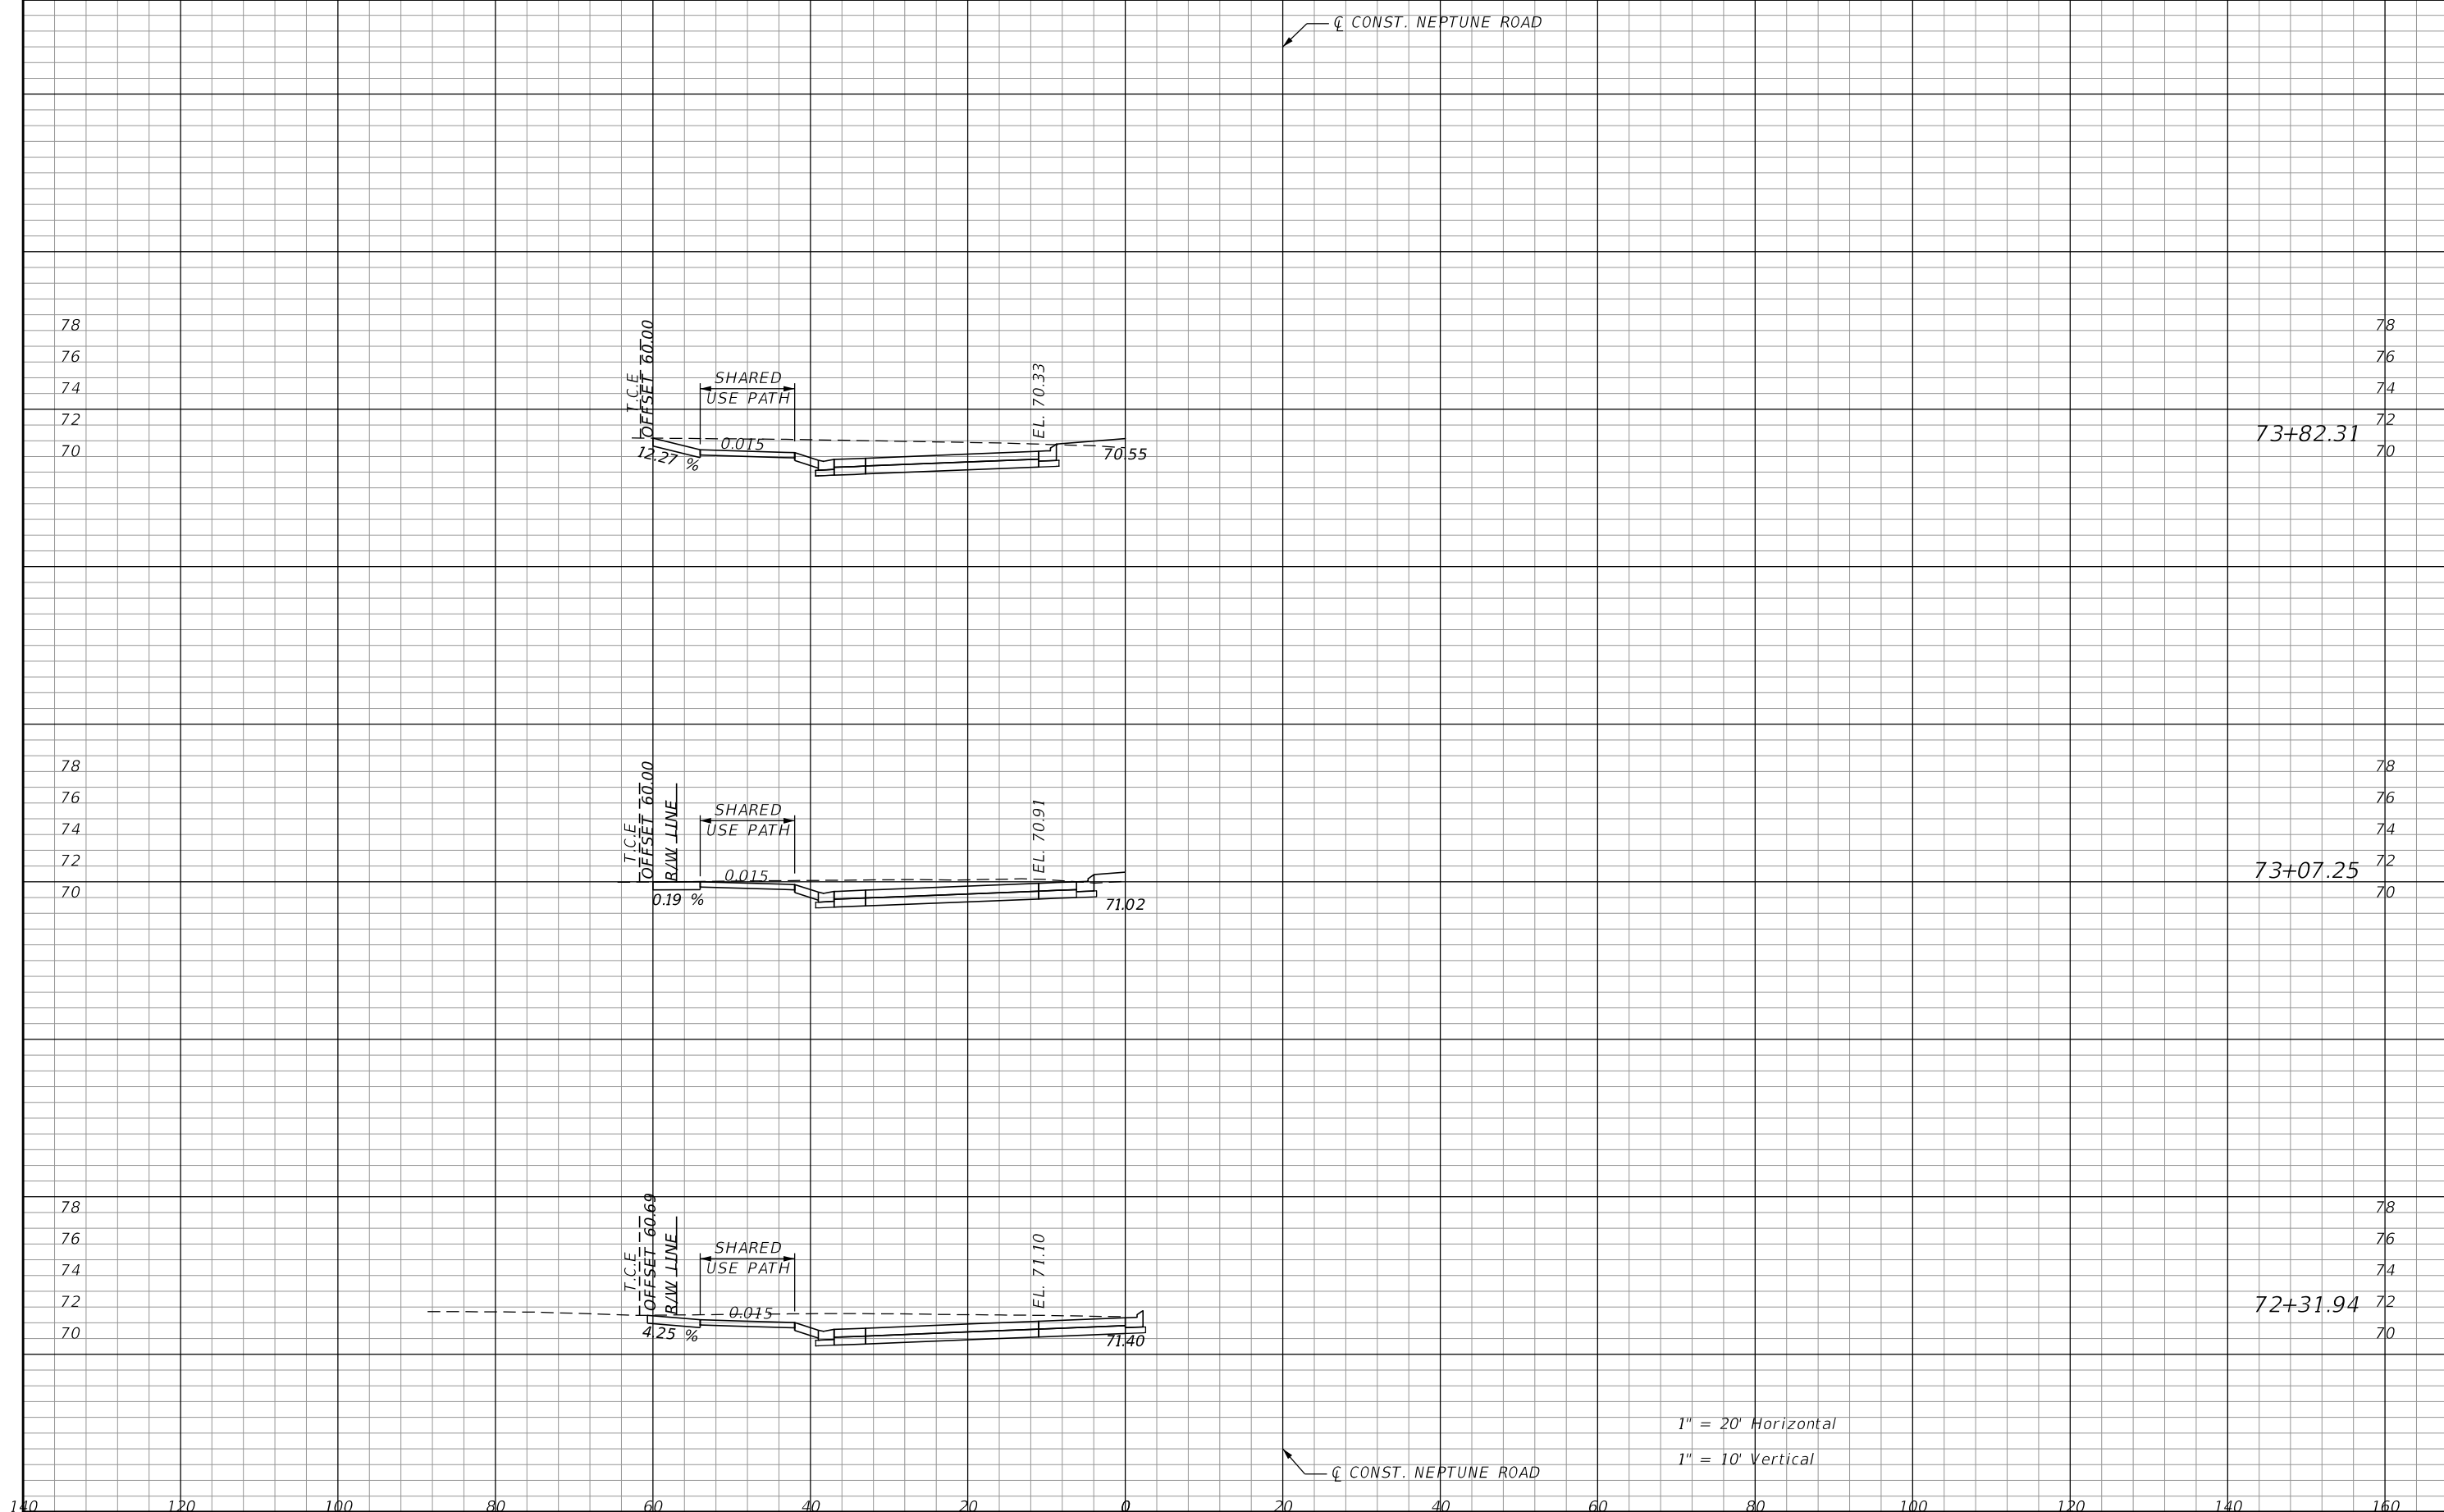 ℄ CONST. NEPTUNE ROAD
78
76
74
72
70
T.C.E
OFFSET 60.00
SHARED
USE PATH
0.015
12.27 %
EL. 70.33
70.55
78
76
74
72
70
73+82.31
78
76
74
72
70
T.C.E
OFFSET 60.00
R/W LINE
SHARED
USE PATH
0.015
0.19 %
EL. 70.91
71.02
78
76
74
72
70
73+07.25
78
76
74
72
70
T.C.E
OFFSET 60.69
R/W LINE
SHARED
USE PATH
0.015
4.25 %
EL. 71.10
71.40
78
76
74
72
70
72+31.94
1" = 20' Horizontal
1" = 10' Vertical
℄ CONST. NEPTUNE ROAD
140 120 100 80 60 40 20 0 20 40 60 80 100 120 140 160